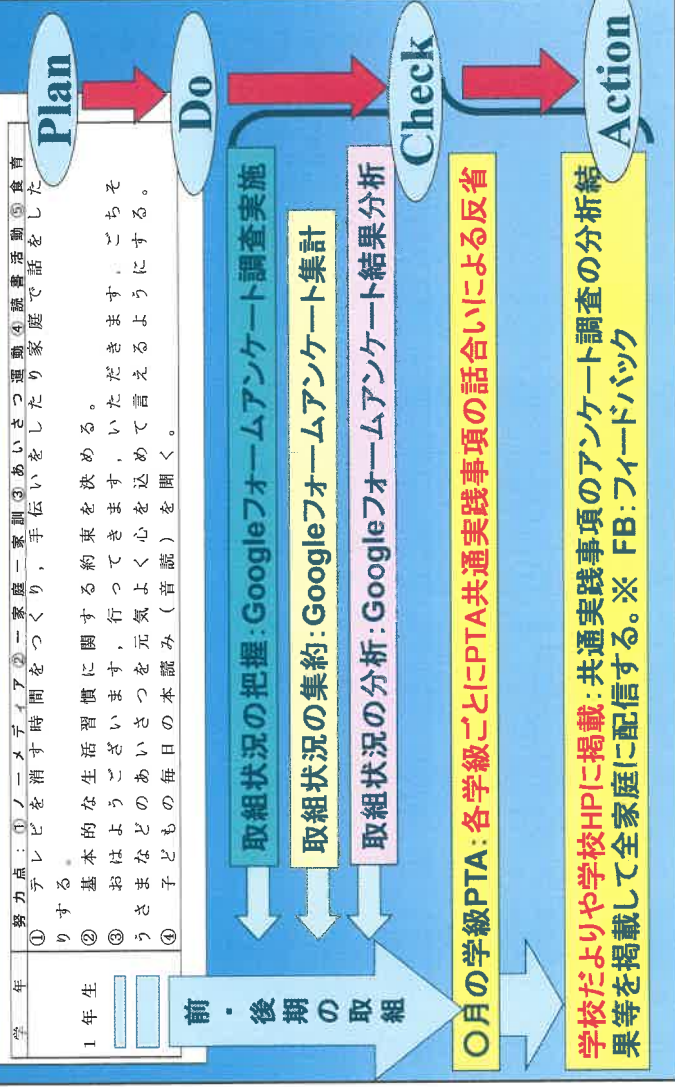 学年
努力点：①ノーメディア②一家庭一家訓③あいさつ運動④読書活動⑤食育
1年生
①　テレビを消す時間をつくり，手伝いをしたり家庭で話をした
りする。
②　基本的な生活習慣に関する約束を決める。
③　おはようございます，行ってきます，いただきます，ごちそ
うさまなどのあいさつを元気よく心を込めて言えるようにする。
④　子どもの毎日の本読み（音読）を聞く。
Plan
Do
Check
Action
前・後期の取組
取組状況の把握：Googleフォームアンケート調査実施
取組状況の集約：Googleフォームアンケート集計
取組状況の分析：Googleフォームアンケート結果分析
〇月の学級PTA：各学級ごとにPTA共通実践事項の話合いによる反省
学校だよりや学校HPに掲載：共通実践事項のアンケート調査の分析結
果等を掲載して全家庭に配信する。※ FB：フィードバック